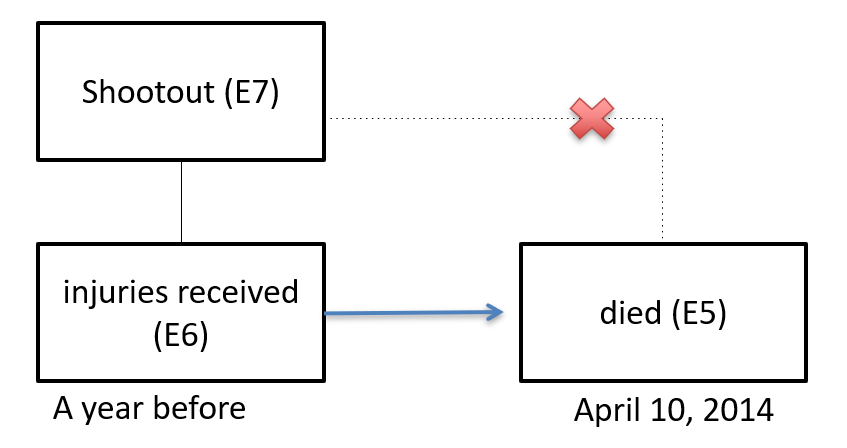 Shootout (E7)
injuries received
(E6)
died (E5)
A year before
April 10, 2014